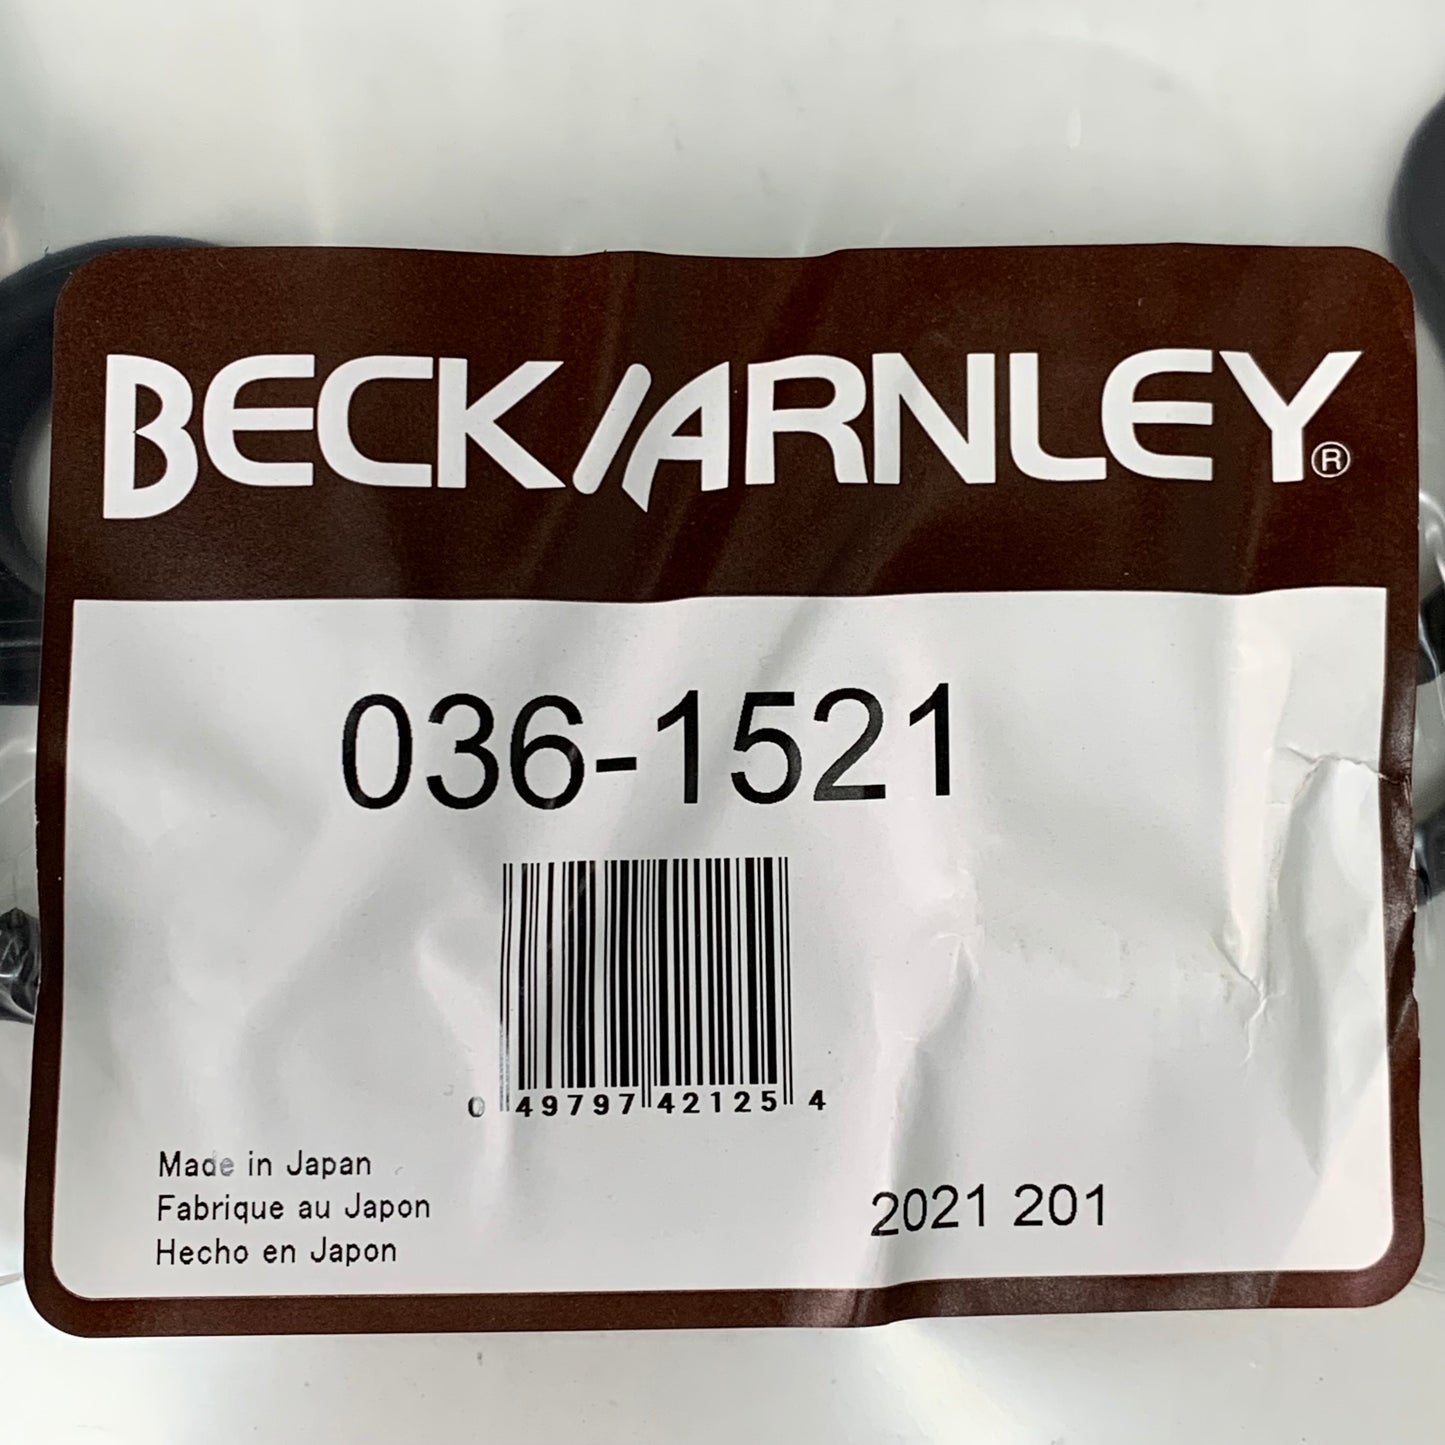 BECK/ARNLEY®
036-1521
0 49797 42125 4
Made in Japan
Fabrique au Japon
Hecho en Japon
2021 201